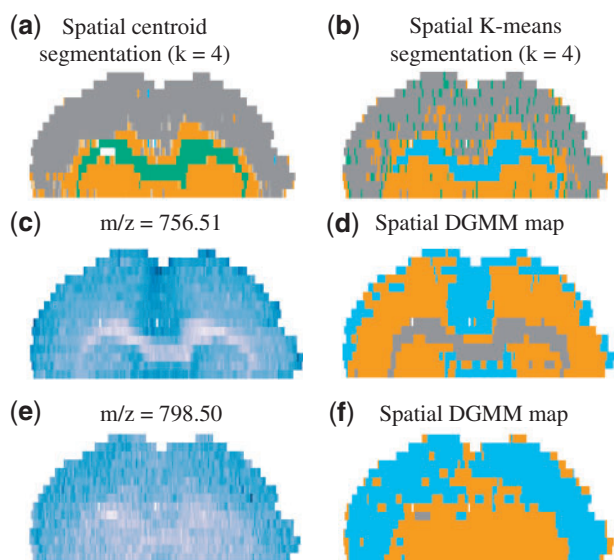 (a) Spatial centroid
segmentation (k = 4)
(b) Spatial K-means
segmentation (k = 4)
(c) m/z = 756.51
(d) Spatial DGMM map
(e) m/z = 798.50
(f) Spatial DGMM map